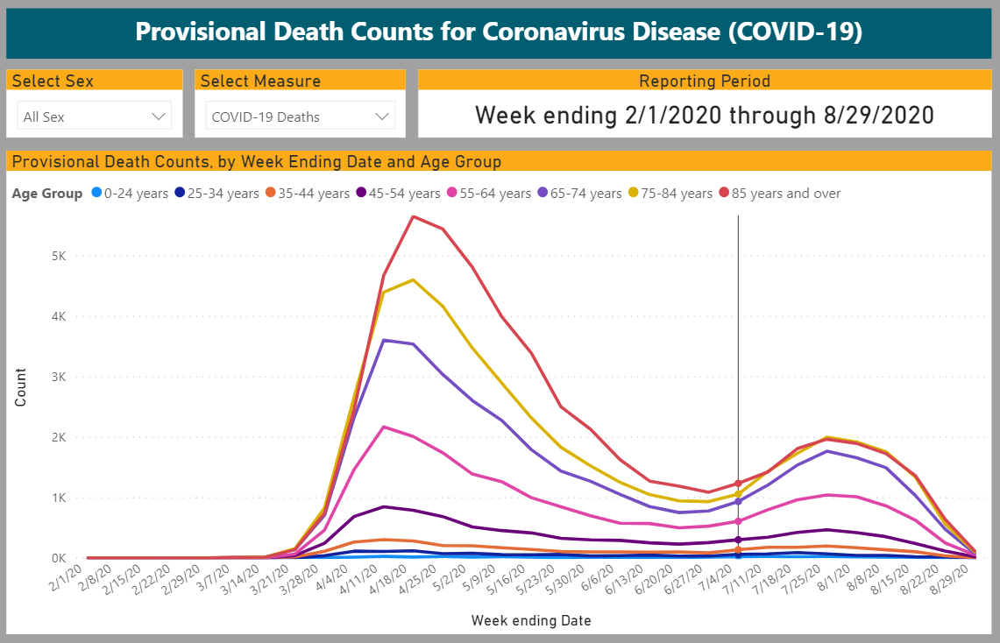 Provisional Death Counts for Coronavirus Disease (COVID-19)
Select Sex
All Sex
Select Measure
COVID-19 Deaths
Reporting Period
Week ending 2/1/2020 through 8/29/2020
Provisional Death Counts, by Week Ending Date and Age Group
Age Group 0-24 years 25-34 years 35-44 years 45-54 years 55-64 years 65-74 years 75-84 years 85 years and over
Count
5K
4K
3K
2K
1K
0K
2/1/20 2/8/20 2/15/20 2/22/20 2/29/20 3/7/20 3/14/20 3/21/20 3/28/20 4/4/20 4/11/20 4/18/20 4/25/20 5/2/20 5/9/20 5/16/20 5/23/20 5/30/20 6/6/20 6/13/20 6/20/20 6/27/20 7/4/20 7/11/20 7/18/20 7/25/20 8/1/20 8/8/20 8/15/20 8/22/20 8/29/20
Week ending Date